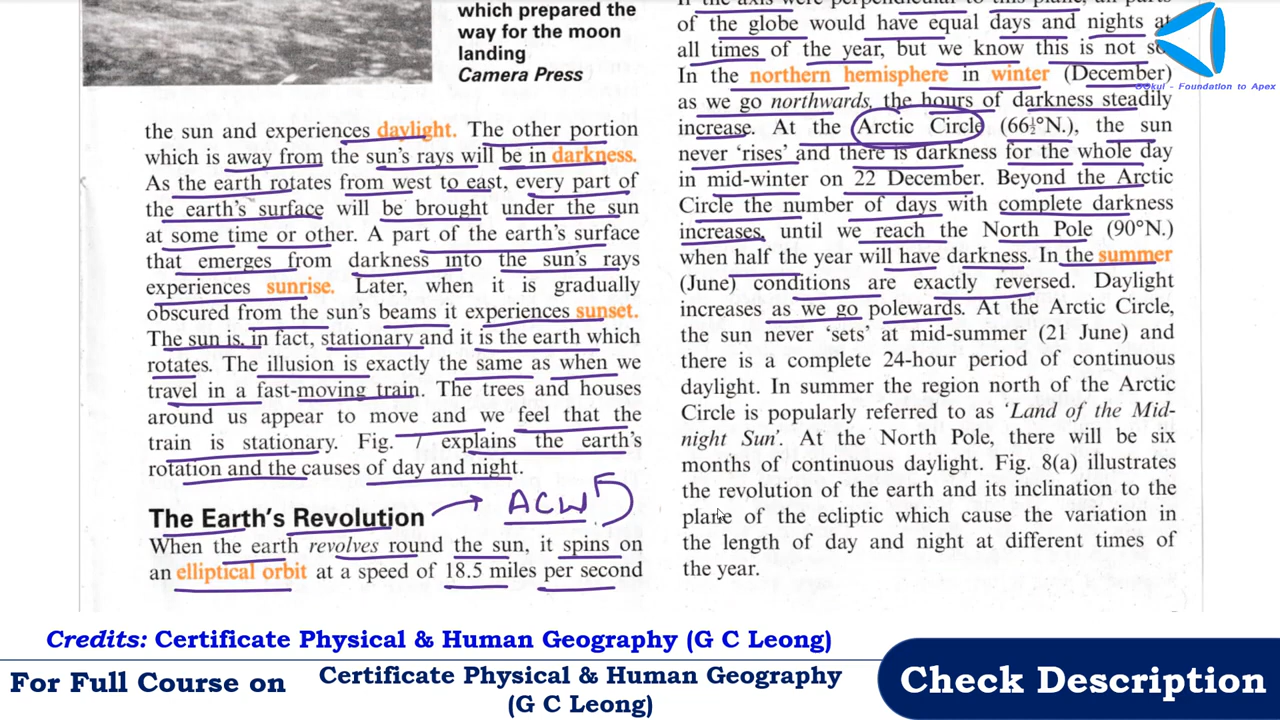 which prepared the
way for the moon
landing
Camera Press
the sun and experiences daylight. The other portion
which is away from the sun's rays will be in darkness.
As the earth rotates from west to east, every part of
the earth's surface will be brought under the sun
at some time or other. A part of the earth's surface
that emerges from darkness into the sun's rays
experiences sunrise. Later, when it is gradually
obscured from the sun's beams it experiences sunset.
The sun is, in fact, stationary and it is the earth which
rotates. The illusion is exactly the same as when we
travel in a fast-moving train. The trees and houses
around us appear to move and we feel that the
train is stationary. Fig. 7 explains the earth's
rotation and the causes of day and night.
The Earth's Revolution → ACW
When the earth revolves round the sun, it spins on
an elliptical orbit at a speed of 18.5 miles per second
of the globe would have equal days and nights at
all times of the year, but we know this is not so
In the northern hemisphere in winter (December)
as we go northwards, the hours of darkness steadily
increase. At the Arctic Circle (66½°N.), the sun
never 'rises' and there is darkness for the whole day
in mid-winter on 22 December. Beyond the Arctic
Circle the number of days with complete darkness
increases, until we reach the North Pole (90°N.)
when half the year will have darkness. In the summer
(June) conditions are exactly reversed. Daylight
increases as we go polewards. At the Arctic Circle,
the sun never 'sets' at mid-summer (21 June) and
there is a complete 24-hour period of continuous
daylight. In summer the region north of the Arctic
Circle is popularly referred to as 'Land of the Mid-
night Sun'. At the North Pole, there will be six
months of continuous daylight. Fig. 8(a) illustrates
the revolution of the earth and its inclination to the
plane of the ecliptic which cause the variation in
the length of day and night at different times of
the year.
GOkul - Foundation to Apex
Credits: Certificate Physical & Human Geography (G C Leong)
For Full Course on
Certificate Physical & Human Geography
(G C Leong)
Check Description